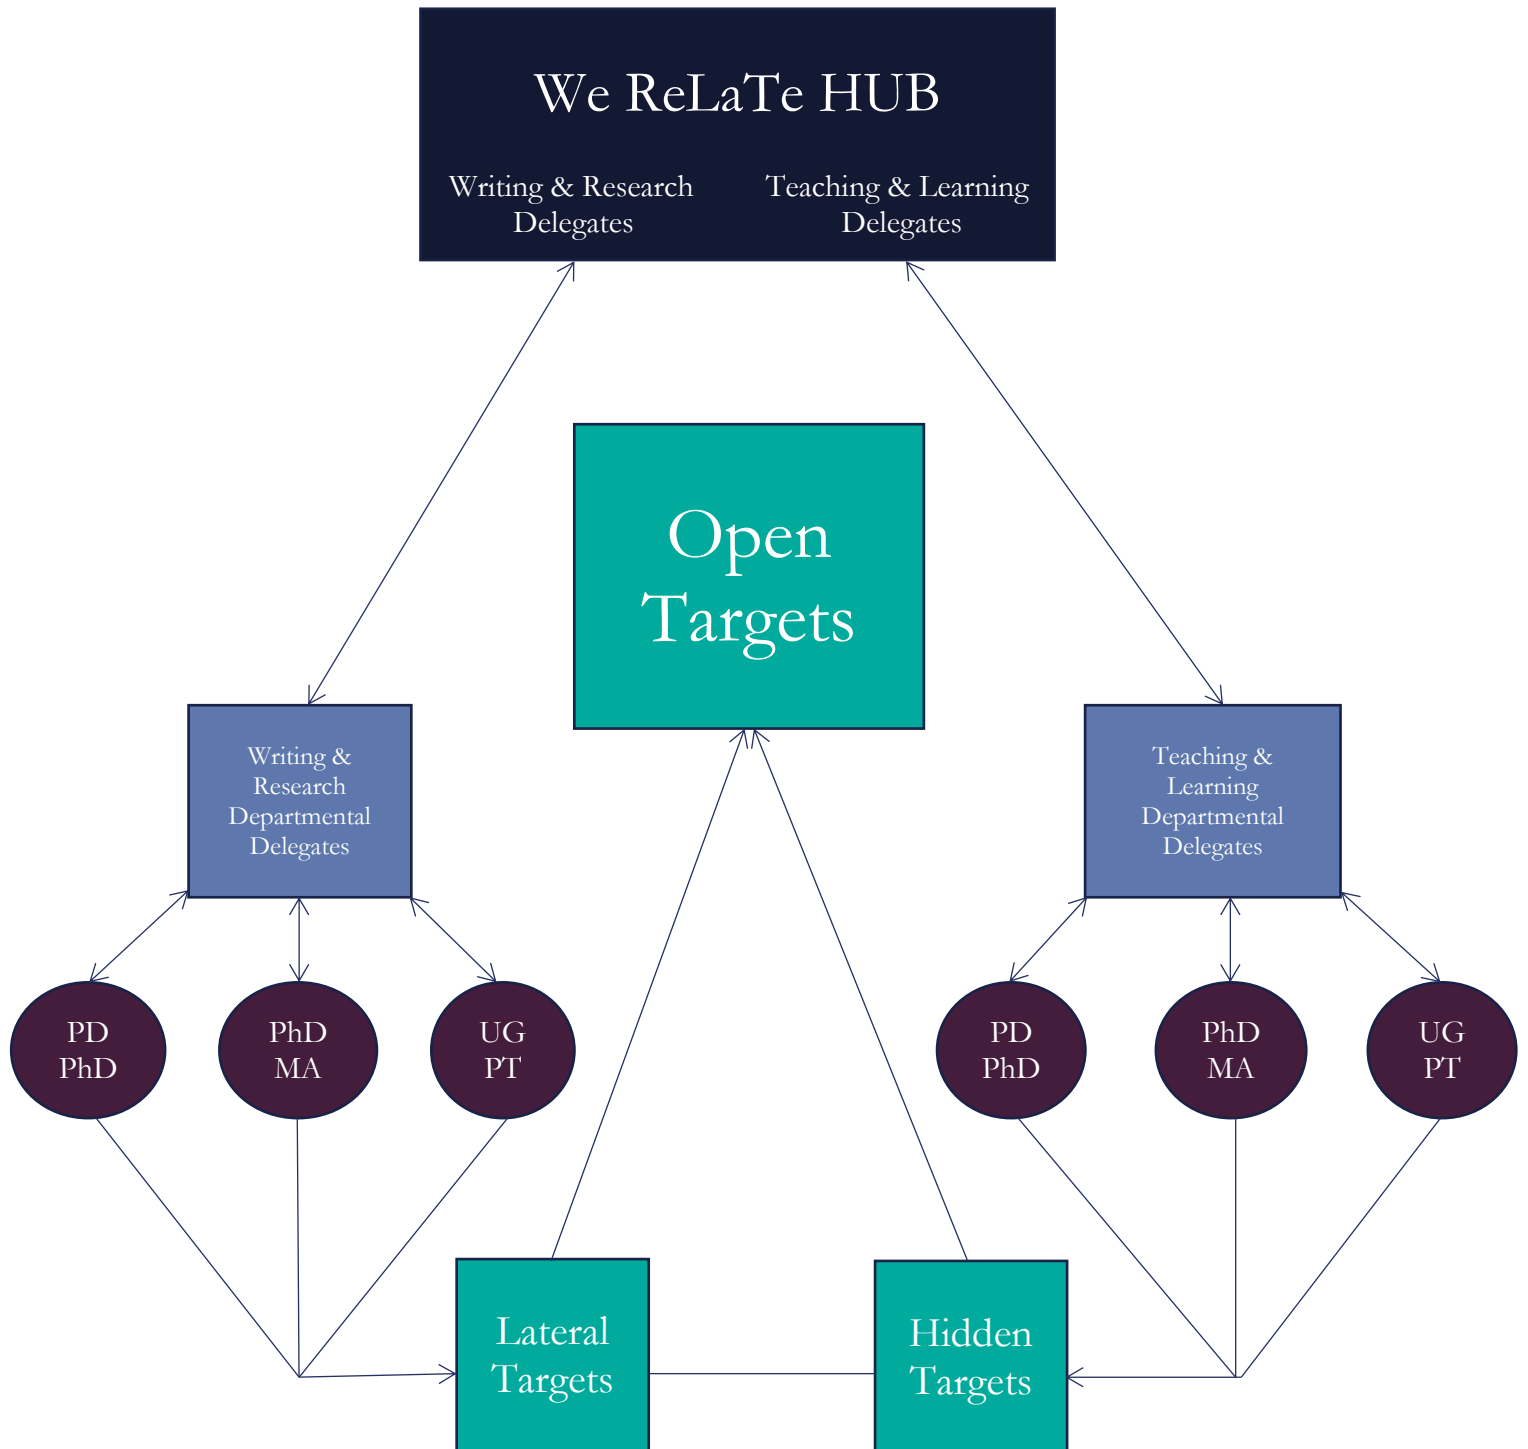 We ReLaTe HUB
Writing & Research
Delegates
Teaching & Learning
Delegates
Open
Targets
Writing &
Research
Departmental
Delegates
Teaching &
Learning
Departmental
Delegates
PD
PhD
PhD
MA
UG
PT
PD
PhD
PhD
MA
UG
PT
Lateral
Targets
Hidden
Targets